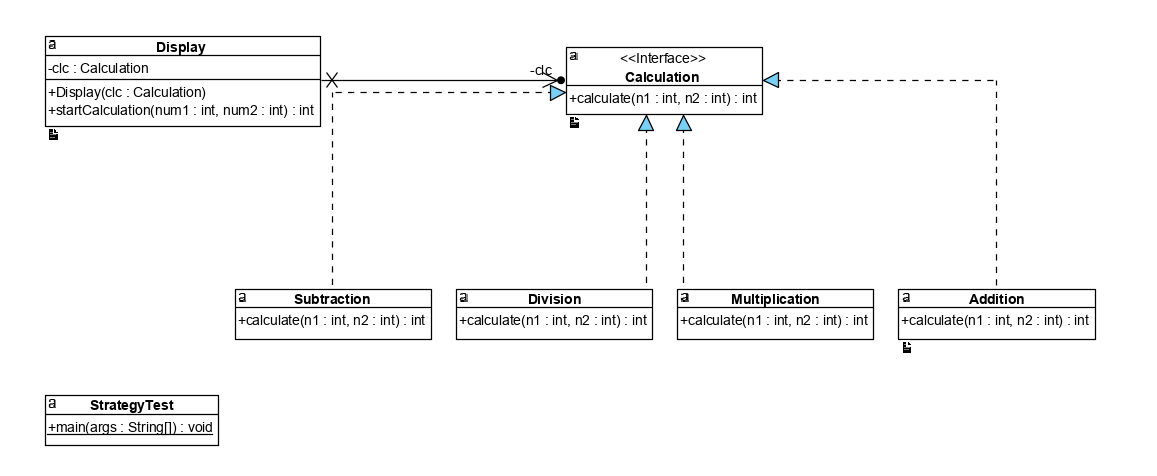 a
Display
-clc : Calculation
+Display(clc : Calculation)
+startCalculation(num1 : int, num2 : int) : int
-clc
a
<<Interface>>
Calculation
+calculate(n1 : int, n2 : int) : int
a
Subtraction
+calculate(n1 : int, n2 : int) : int
a
Division
+calculate(n1 : int, n2 : int) : int
a
Multiplication
+calculate(n1 : int, n2 : int) : int
a
Addition
+calculate(n1 : int, n2 : int) : int
a
StrategyTest
+main(args : String[]) : void